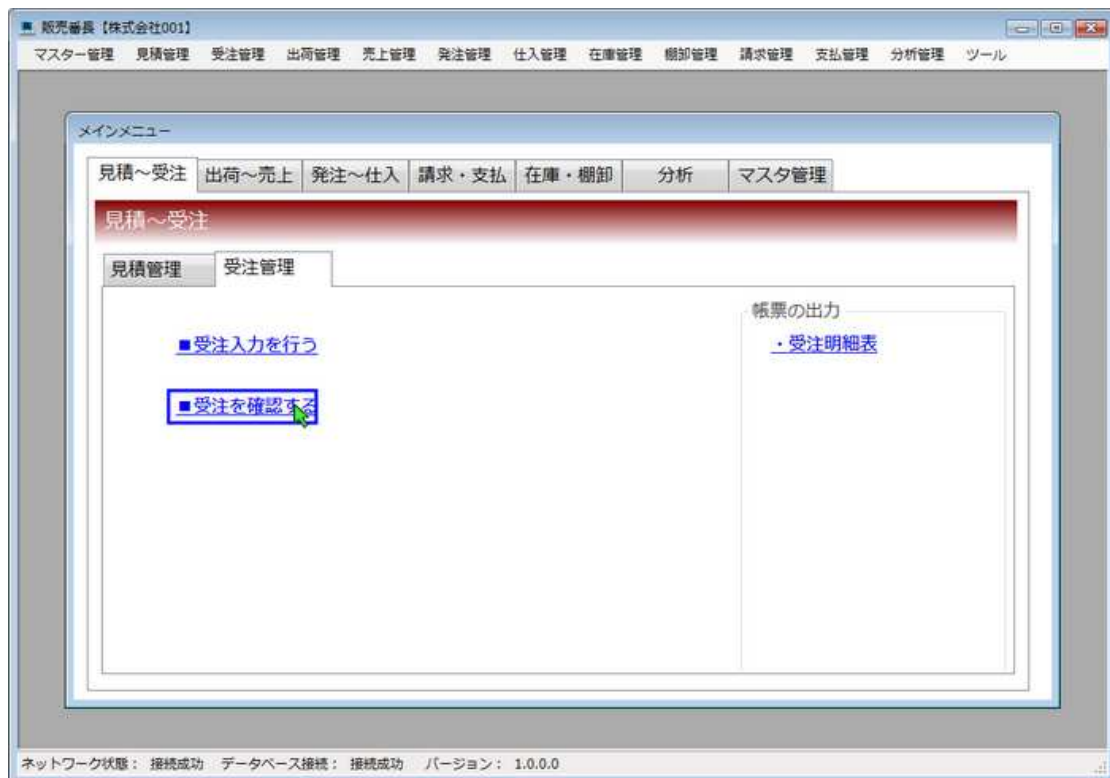 販売番長【株式会社001】
マスター管理 見積管理 受注管理 出荷管理 売上管理 発注管理 仕入管理 在庫管理 棚卸管理 請求管理 支払管理 分析管理 ツール
メインメニュー
見積～受注 出荷～売上 発注～仕入 請求・支払 在庫・棚卸 分析 マスタ管理
見積～受注
見積管理 受注管理
帳票の出力
■受注入力を行う ・受注明細表
■受注を確認する
ネットワーク状態： 接続成功 データベース接続： 接続成功 バージョン： 1.0.0.0